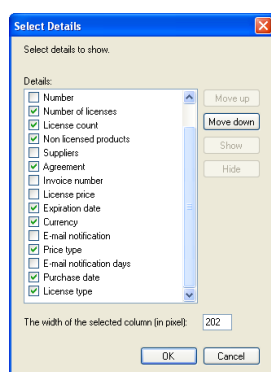 Select Details
Select details to show.
Details:
Number
Number of licenses
License count
Non licensed products
Suppliers
Agreement
Invoice number
License price
Expiration date
Currency
E-mail notification
Price type
E-mail notification days
Purchase date
License type
Move up
Move down
Show
Hide
The width of the selected column (in pixel): 202
OK Cancel